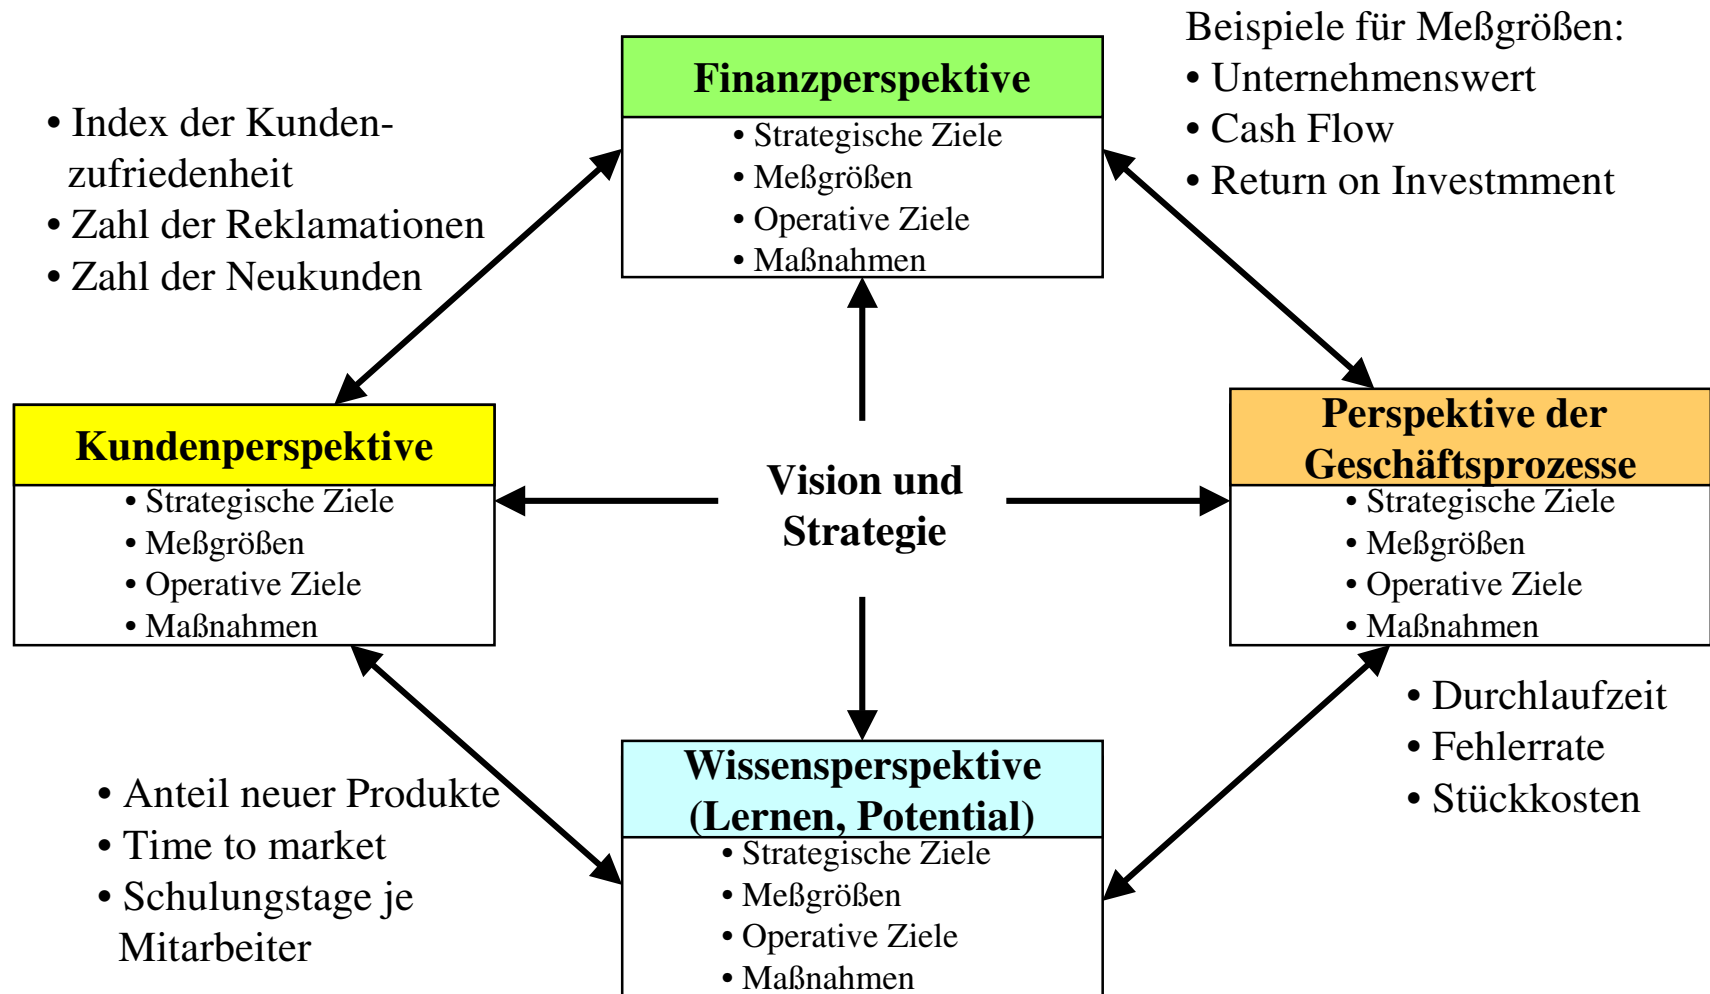 Beispiele für Meßgrößen:
• Unternehmenswert
• Cash Flow
• Return on Investmment
Finanzperspektive
• Strategische Ziele
• Meßgrößen
• Operative Ziele
• Maßnahmen
• Index der Kunden-
zufriedenheit
• Zahl der Reklamationen
• Zahl der Neukunden
Kundenperspektive
• Strategische Ziele
• Meßgrößen
• Operative Ziele
• Maßnahmen
Vision und
Strategie
Perspektive der
Geschäftsprozesse
• Strategische Ziele
• Meßgrößen
• Operative Ziele
• Maßnahmen
• Durchlaufzeit
• Fehlerrate
• Stückkosten
• Anteil neuer Produkte
• Time to market
• Schulungstage je
Mitarbeiter
Wissensperspektive
(Lernen, Potential)
• Strategische Ziele
• Meßgrößen
• Operative Ziele
• Maßnahmen